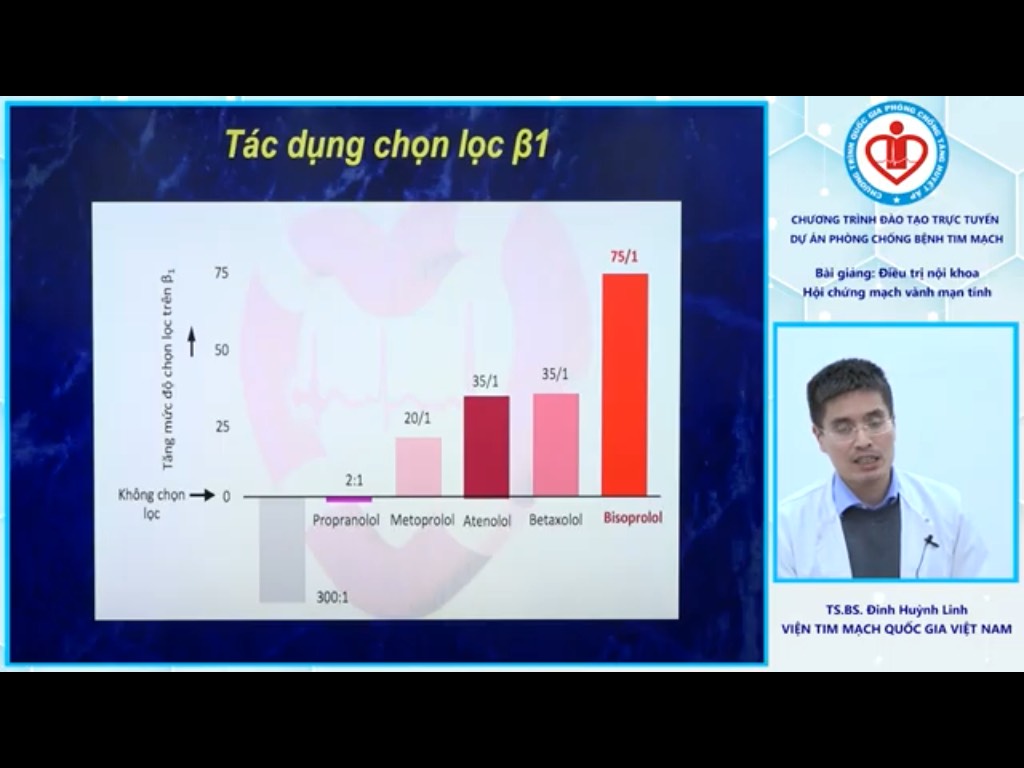 Tác dụng chọn lọc β1
Tăng mức độ chọn lọc trên β1
75
50
25
0
Không chọn
lọc
300:1
2:1
20/1
35/1
35/1
75/1
Propranolol
Metoprolol
Atenolol
Betaxolol
Bisoprolol
CHƯƠNG TRÌNH QUỐC GIA PHÒNG CHỐNG TĂNG HUYẾT ÁP
CHƯƠNG TRÌNH ĐÀO TẠO TRỰC TUYẾN
DỰ ÁN PHÒNG CHỐNG BỆNH TIM MẠCH
Bài giảng: Điều trị nội khoa
Hội chứng mạch vành mạn tính
TS.BS. Đinh Huỳnh Linh
VIỆN TIM MẠCH QUỐC GIA VIỆT NAM